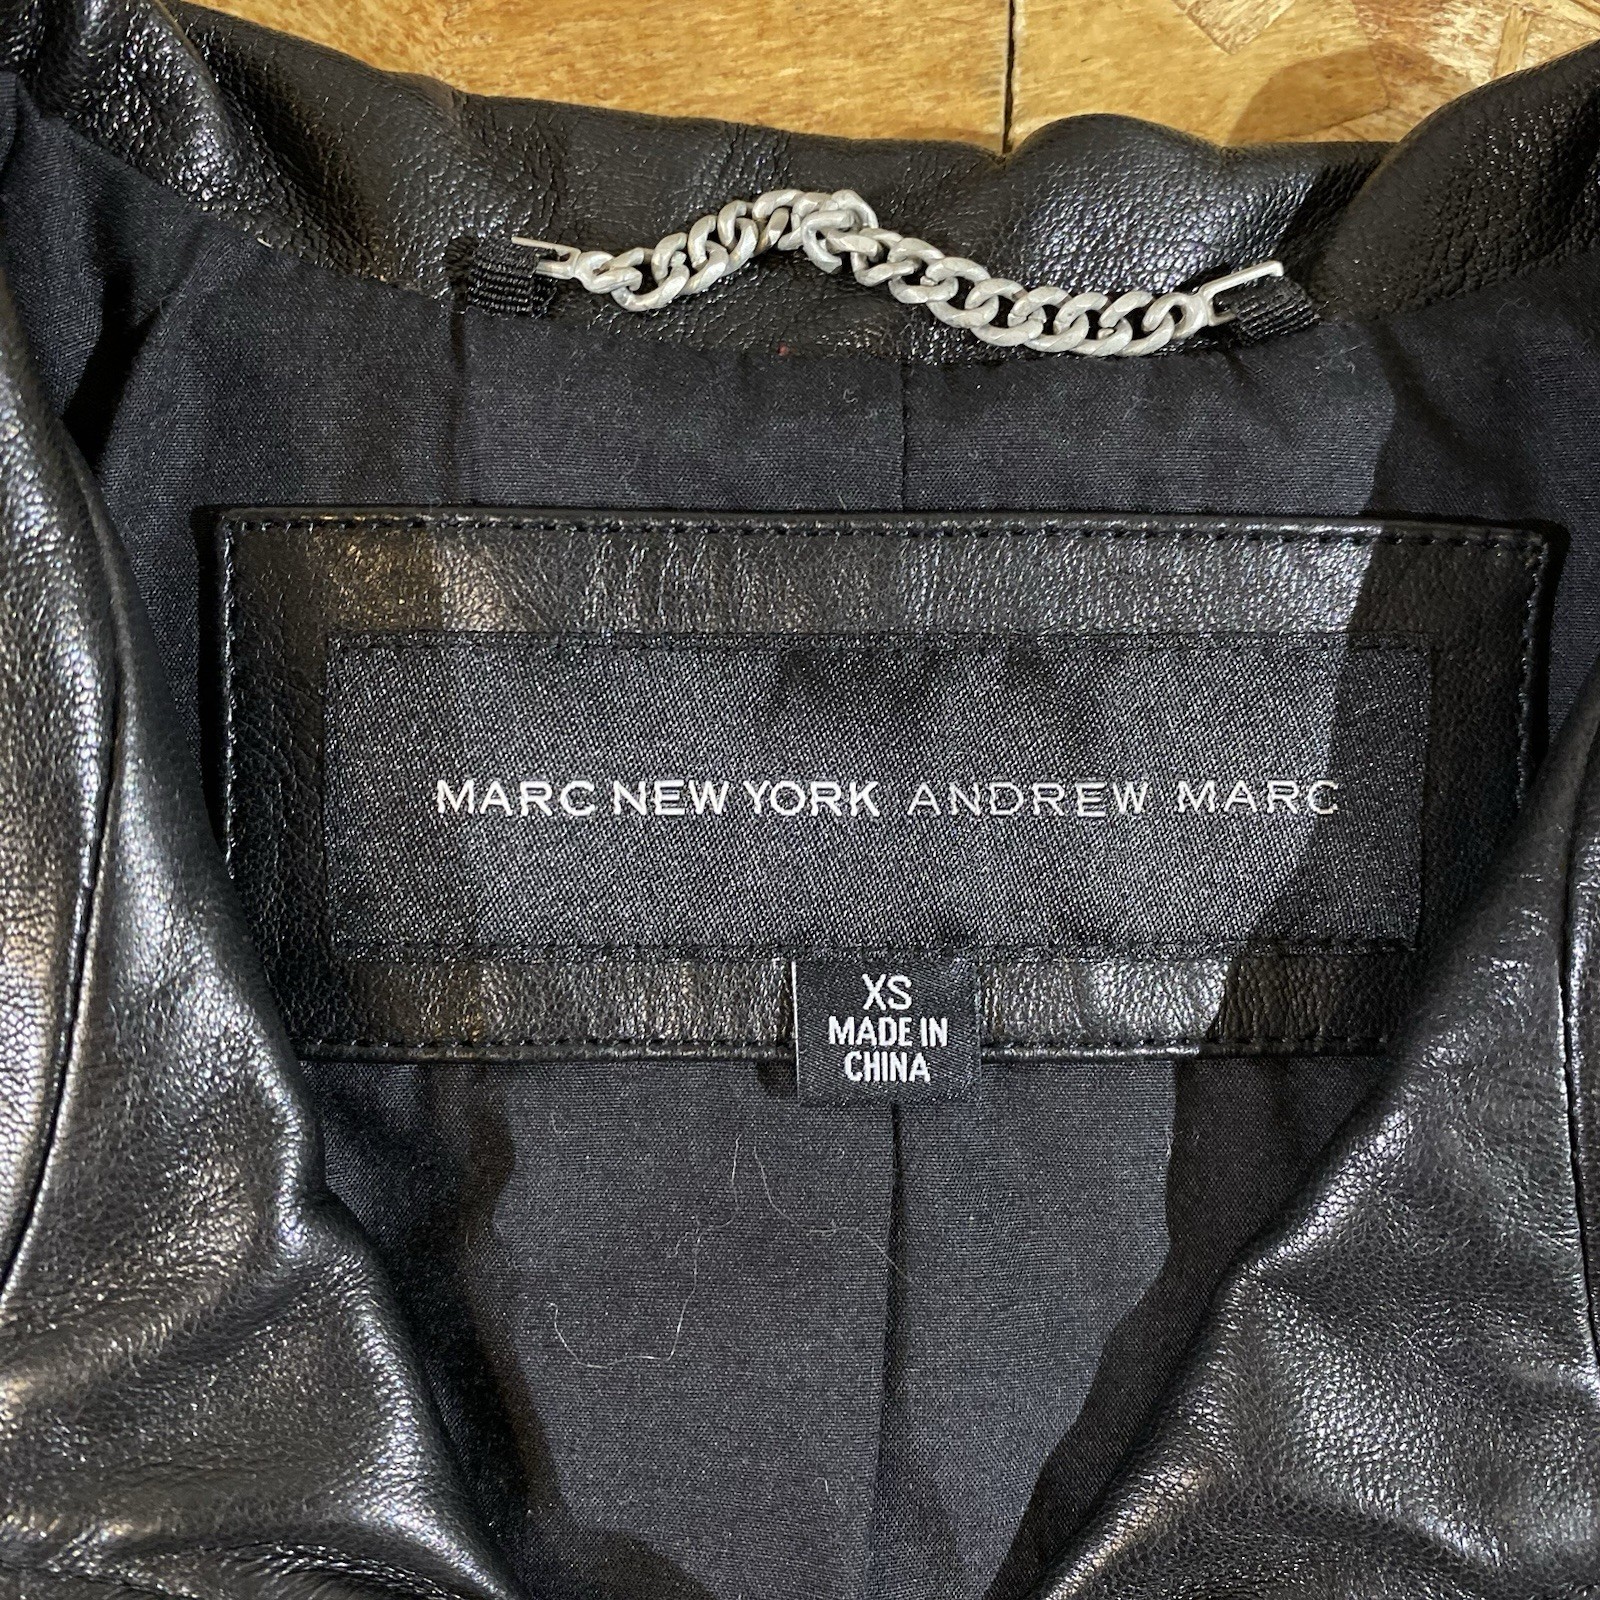 MARC NEW YORK ANDREW MARC
XS
MADE IN
CHINA